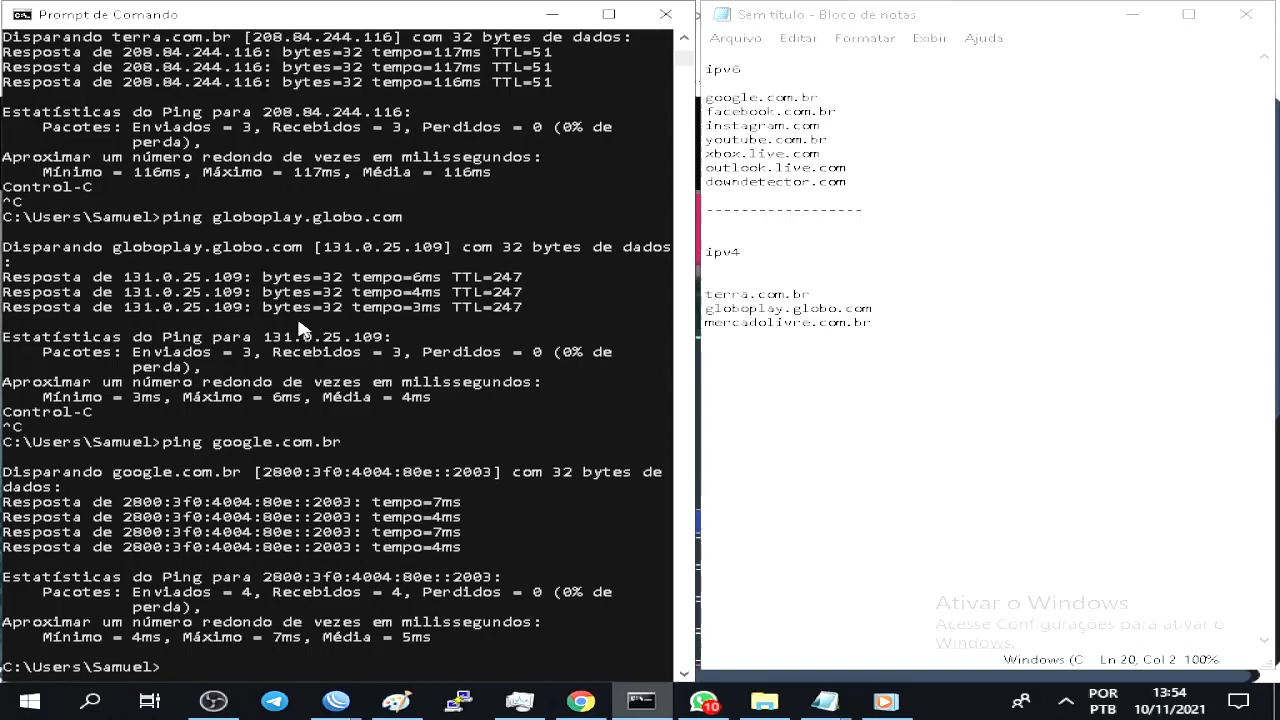 Prompt de Comando
Disparando terra.com.br [208.84.244.116] com 32 bytes de dados:
Resposta de 208.84.244.116: bytes=32 tempo=117ms TTL=51
Resposta de 208.84.244.116: bytes=32 tempo=117ms TTL=51
Resposta de 208.84.244.116: bytes=32 tempo=116ms TTL=51
Estatísticas do Ping para 208.84.244.116:
Pacotes: Enviados = 3, Recebidos = 3, Perdidos = 0 (0% de
perda),
Aproximar um número redondo de vezes em milissegundos:
Mínimo = 116ms, Máximo = 117ms, Média = 116ms
Control-C
^C
C:\Users\Samuel>ping globoplay.globo.com
Disparando globoplay.globo.com [131.0.25.109] com 32 bytes de dados
:
Resposta de 131.0.25.109: bytes=32 tempo=6ms TTL=247
Resposta de 131.0.25.109: bytes=32 tempo=4ms TTL=247
Resposta de 131.0.25.109: bytes=32 tempo=3ms TTL=247
Estatísticas do Ping para 131.0.25.109:
Pacotes: Enviados = 3, Recebidos = 3, Perdidos = 0 (0% de
perda),
Aproximar um número redondo de vezes em milissegundos:
Mínimo = 3ms, Máximo = 6ms, Média = 4ms
Control-C
^C
C:\Users\Samuel>ping google.com.br
Disparando google.com.br [2800:3f0:4004:80e::2003] com 32 bytes de
dados:
Resposta de 2800:3f0:4004:80e::2003: tempo=7ms
Resposta de 2800:3f0:4004:80e::2003: tempo=4ms
Resposta de 2800:3f0:4004:80e::2003: tempo=7ms
Resposta de 2800:3f0:4004:80e::2003: tempo=4ms
Estatísticas do Ping para 2800:3f0:4004:80e::2003:
Pacotes: Enviados = 4, Recebidos = 4, Perdidos = 0 (0% de
perda),
Aproximar um número redondo de vezes em milissegundos:
Mínimo = 4ms, Máximo = 7ms, Média = 5ms
C:\Users\Samuel>
Sem título - Bloco de notas
Arquivo Editar Formatar Exibir Ajuda
ipv6
google.com.br
facebook.com.br
instagram.com
youtube.com.br
xbox.live.com
outlook.live.com
downdetector.com
------------------
ipv4
terra.com.br
globoplay.globo.com
mercadolivre.com.br
Ativar o Windows
Acesse Configurações para ativar o
Windows.
Windows (C Ln 20, Col 2 100%
10
POR
PTB
13:54
10/11/2021